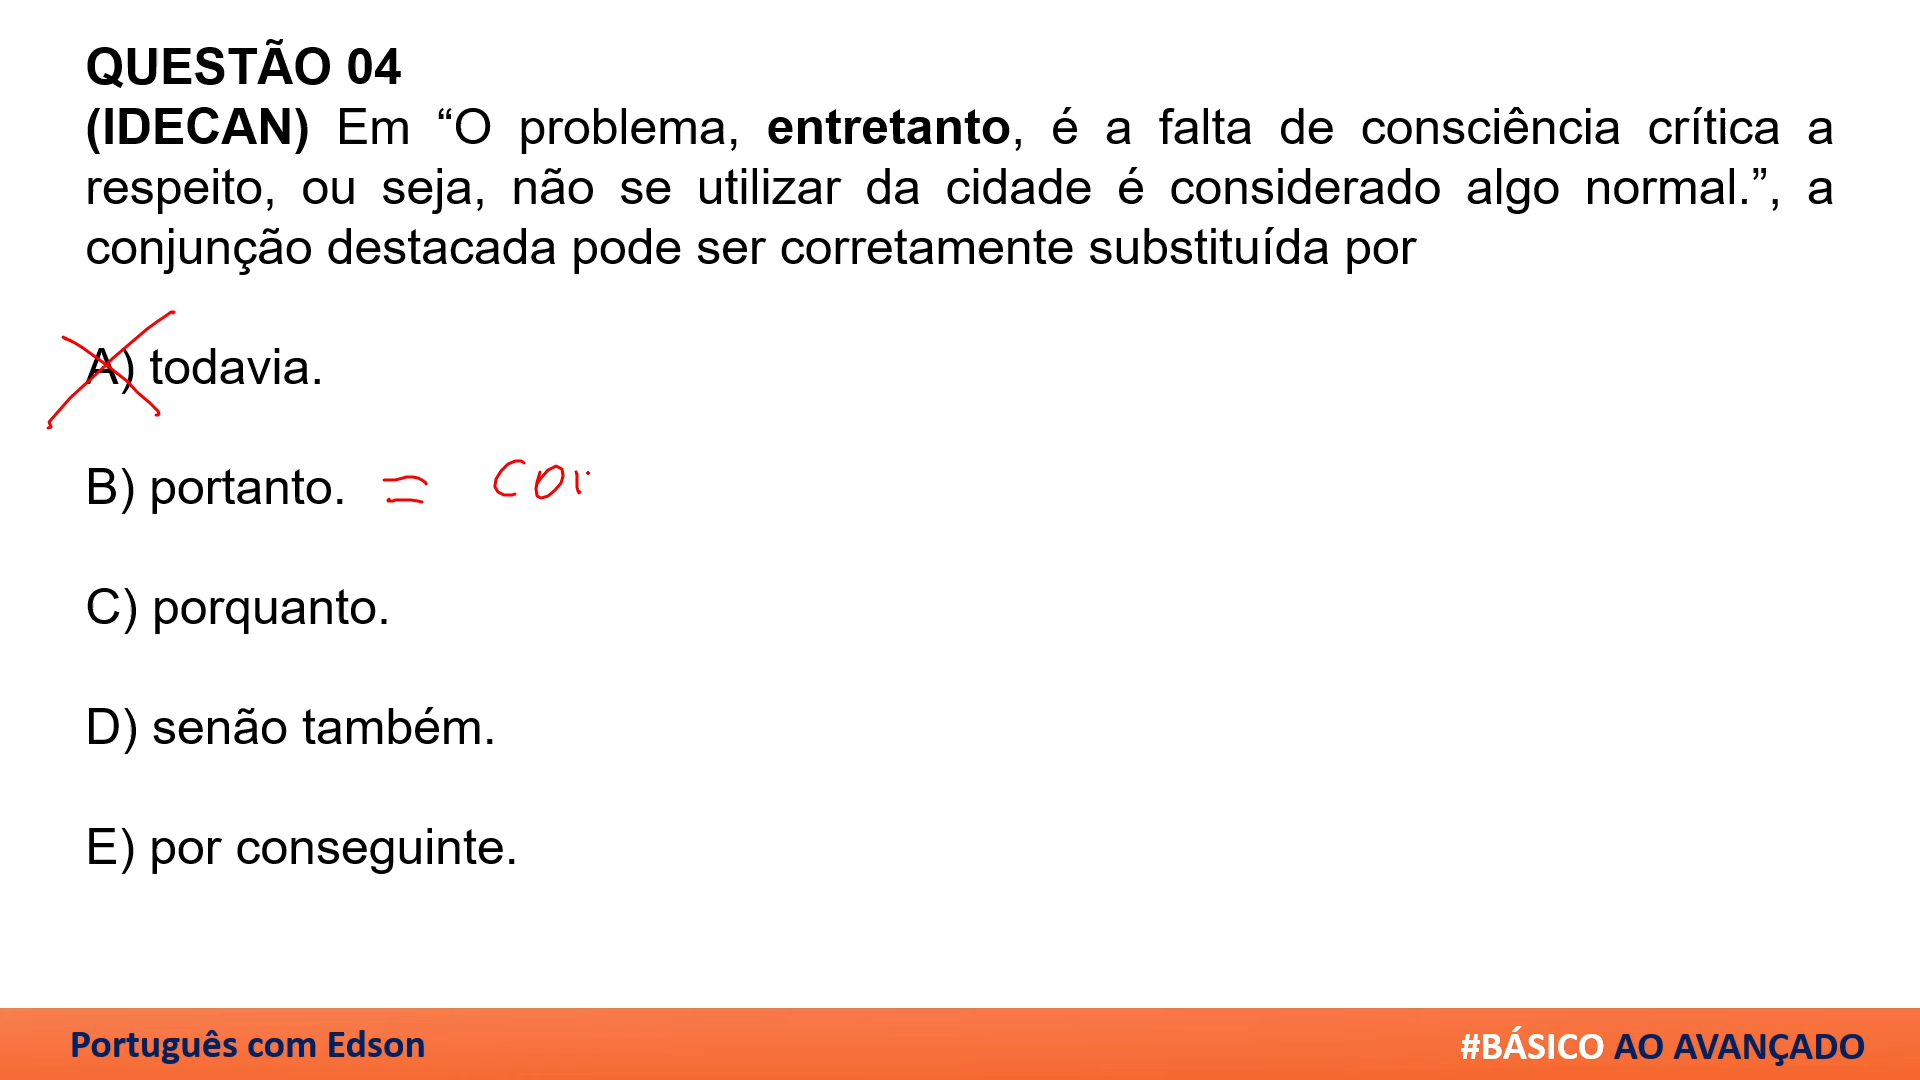 QUESTÃO 04
(IDECAN) Em “O problema, entretanto, é a falta de consciência crítica a
respeito, ou seja, não se utilizar da cidade é considerado algo normal.”, a
conjunção destacada pode ser corretamente substituída por
A) todavia.
B) portanto. =
C) porquanto.
D) senão também.
E) por conseguinte.
Português com Edson
#BÁSICO AO AVANÇADO